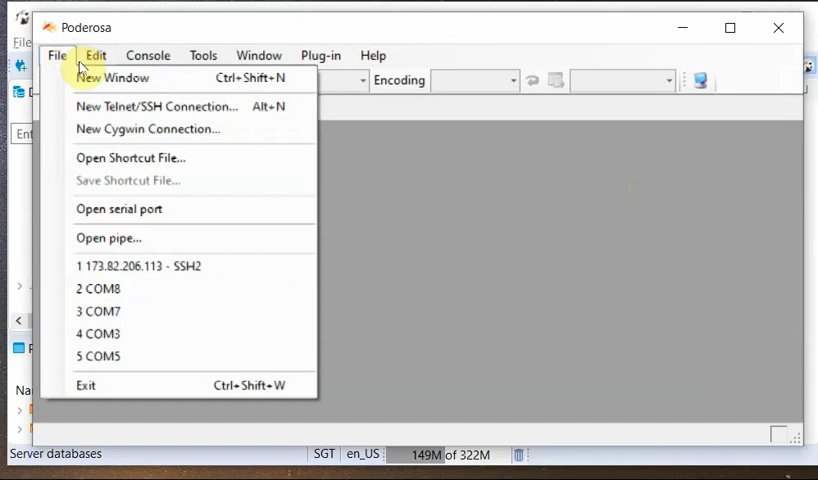 Poderosa
File Edit Console Tools Window Plug-in Help
File
New Window Ctrl+Shift+N
Encoding
New Telnet/SSH Connection... Alt+N
New Cygwin Connection...
Open Shortcut File...
Save Shortcut File...
Open serial port
Open pipe...
1 173.82.206.113 - SSH2
2 COM8
3 COM7
4 COM3
5 COM5
Exit Ctrl+Shift+W
Server databases SGT en_US 149M of 322M